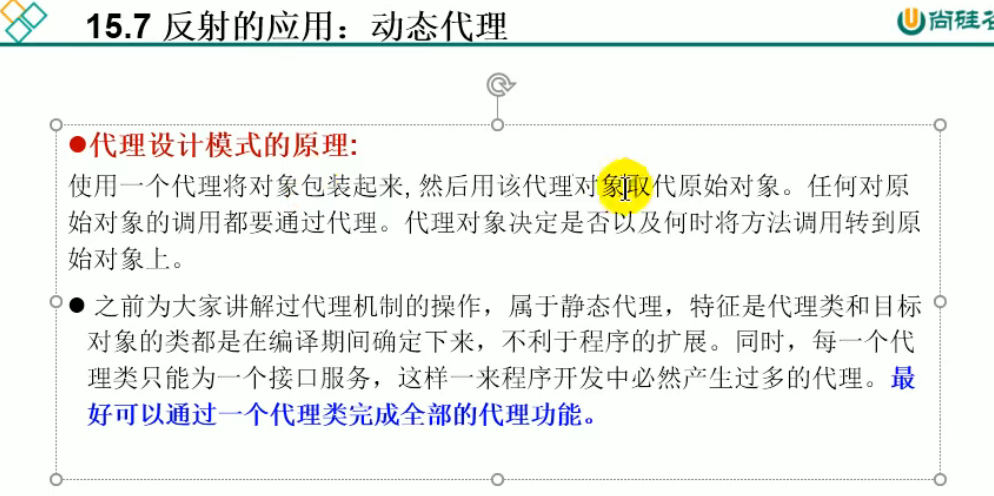 15.7 反射的应用：动态代理
尚硅
●代理设计模式的原理:
使用一个代理将对象包装起来, 然后用该代理对象取代原始对象。任何对原
始对象的调用都要通过代理。代理对象决定是否以及何时将方法调用转到原
始对象上。
● 之前为大家讲解过代理机制的操作，属于静态代理，特征是代理类和目标
对象的类都是在编译期间确定下来，不利于程序的扩展。同时，每一个代
理类只能为一个接口服务，这样一来程序开发中必然产生过多的代理。最
好可以通过一个代理类完成全部的代理功能。